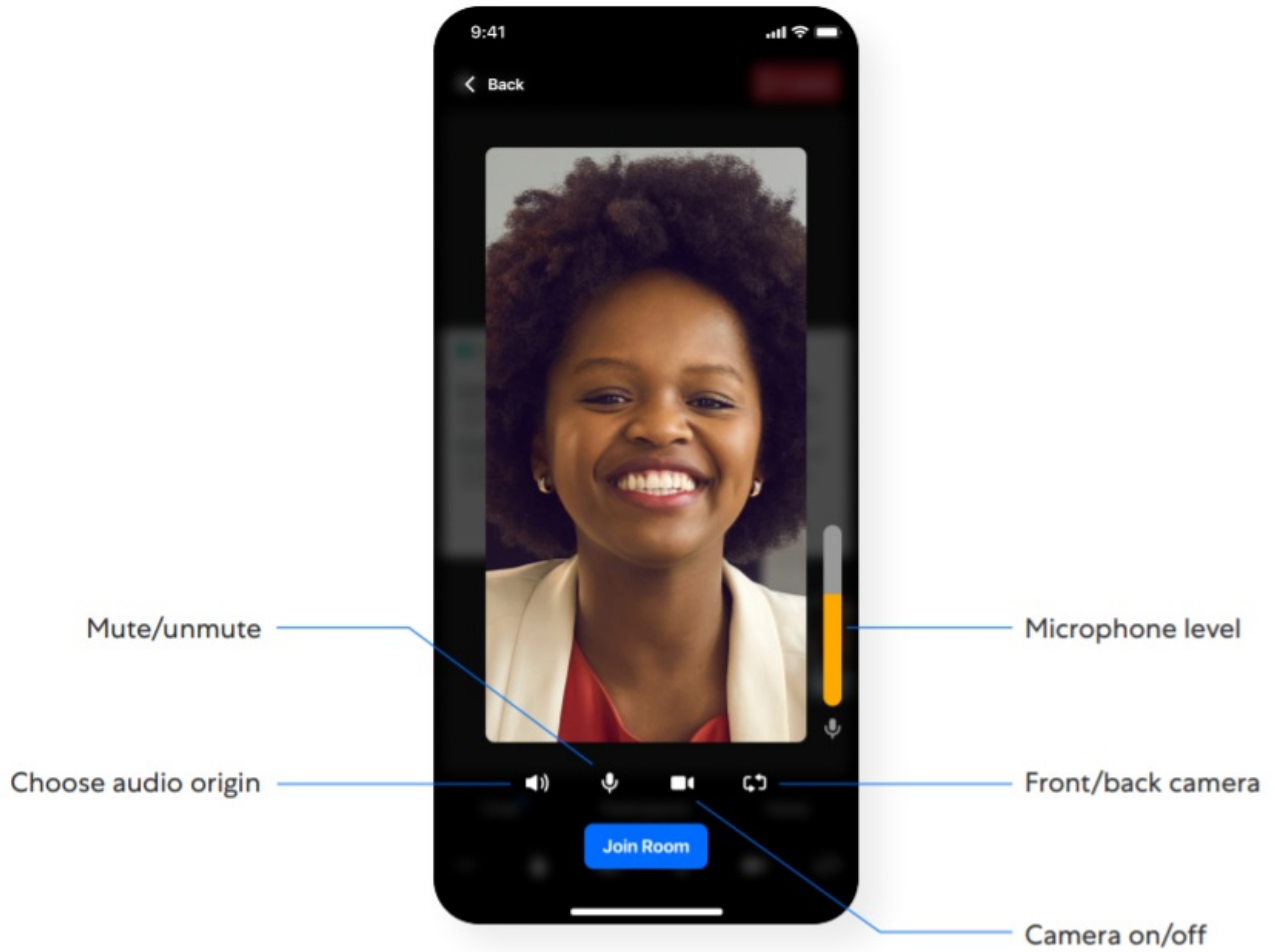 9:41
Back
Mute/unmute
Microphone level
Choose audio origin
Front/back camera
Join Room
Camera on/off